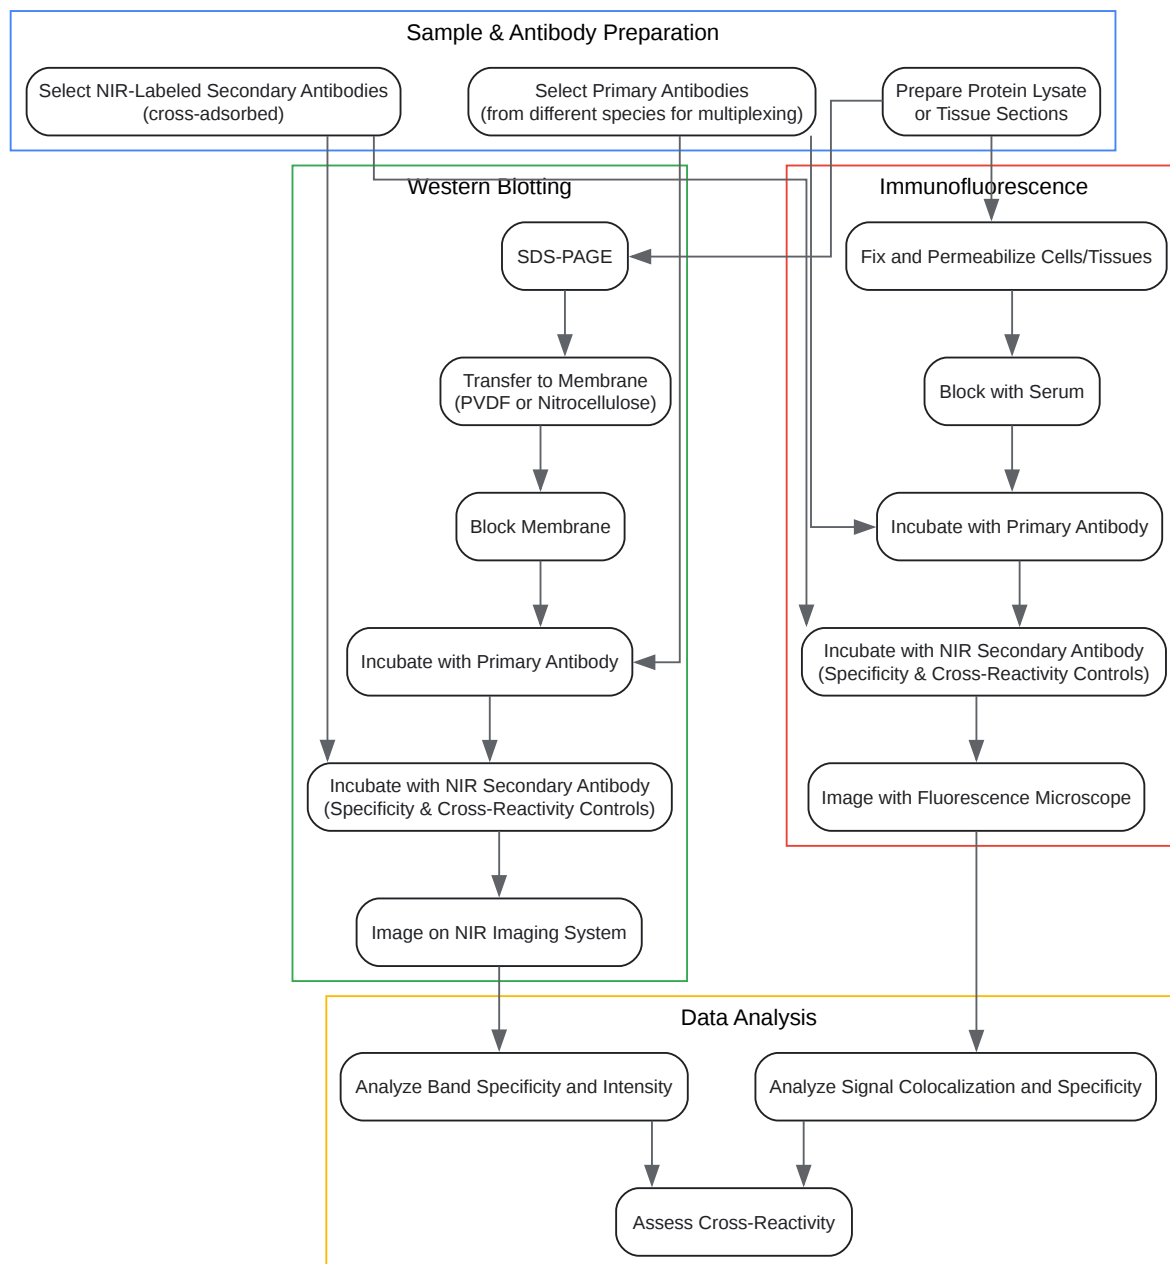 Sample & Antibody Preparation
Select NIR-Labeled Secondary Antibodies
(cross-adsorbed)
Select Primary Antibodies
(from different species for multiplexing)
Prepare Protein Lysate
or Tissue Sections
Western Blotting
SDS-PAGE
Transfer to Membrane
(PVDF or Nitrocellulose)
Block Membrane
Incubate with Primary Antibody
Incubate with NIR Secondary Antibody
(Specificity & Cross-Reactivity Controls)
Image on NIR Imaging System
Immunofluorescence
Fix and Permeabilize Cells/Tissues
Block with Serum
Incubate with Primary Antibody
Incubate with NIR Secondary Antibody
(Specificity & Cross-Reactivity Controls)
Image with Fluorescence Microscope
Data Analysis
Analyze Band Specificity and Intensity
Analyze Signal Colocalization and Specificity
Assess Cross-Reactivity